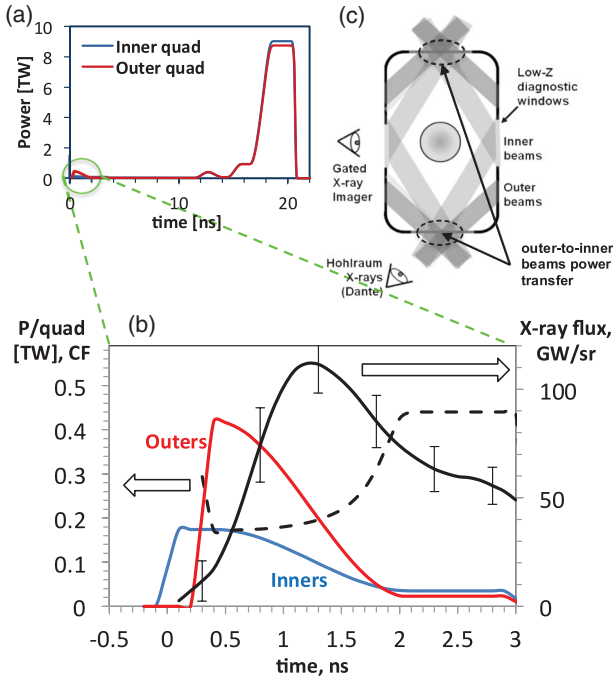 (a)
10
8
6
4
2
0
Power [TW]
Inner quad
Outer quad
0
10
20
time [ns]
(c)
Low-Z
diagnostic
windows
Inner
beams
Outer
beams
Gated
X-ray
Imager
Hohlraum
X-rays
(Dante)
outer-to-inner
beams power
transfer
P/quad
[TW], CF
(b)
X-ray flux,
GW/sr
0.5
0.4
0.3
0.2
0.1
0
100
50
0
Outers
Inners
-0.5
0
0.5
1
1.5
2
2.5
3
time, ns